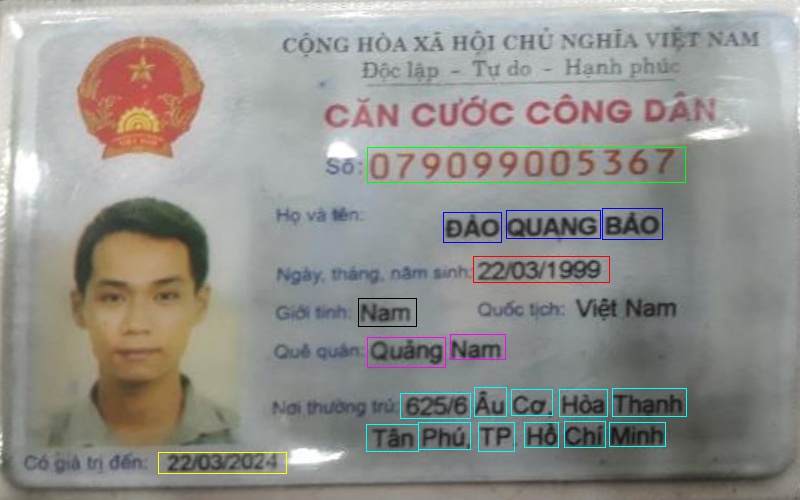 CỘNG HÒA XÃ HỘI CHỦ NGHĨA VIỆT NAM
Độc lập - Tự do - Hạnh phúc
CĂN CƯỚC CÔNG DÂN
Số: 079099005367
Họ và tên: ĐÀO QUANG BẢO
Ngày, tháng, năm sinh: 22/03/1999
Giới tính: Nam Quốc tịch: Việt Nam
Quê quán: Quảng Nam
Nơi thường trú: 625/6 Âu Cơ, Hòa Thạnh
Tân Phú, TP. Hồ Chí Minh
Có giá trị đến: 22/03/2024